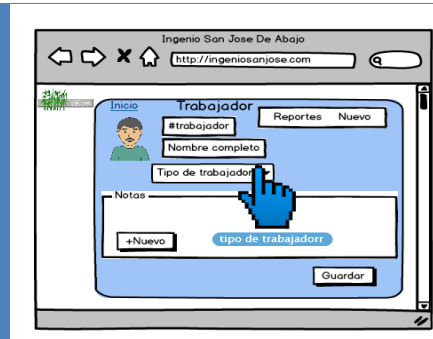 Ingenio San Jose De Abajo
http://ingeniosanjose.com
Inicio
Trabajador
Reportes Nuevo
#trabajador
Nombre completo
Tipo de trabajador
Notas
+Nuevo
tipo de trabajadorr
Guardar